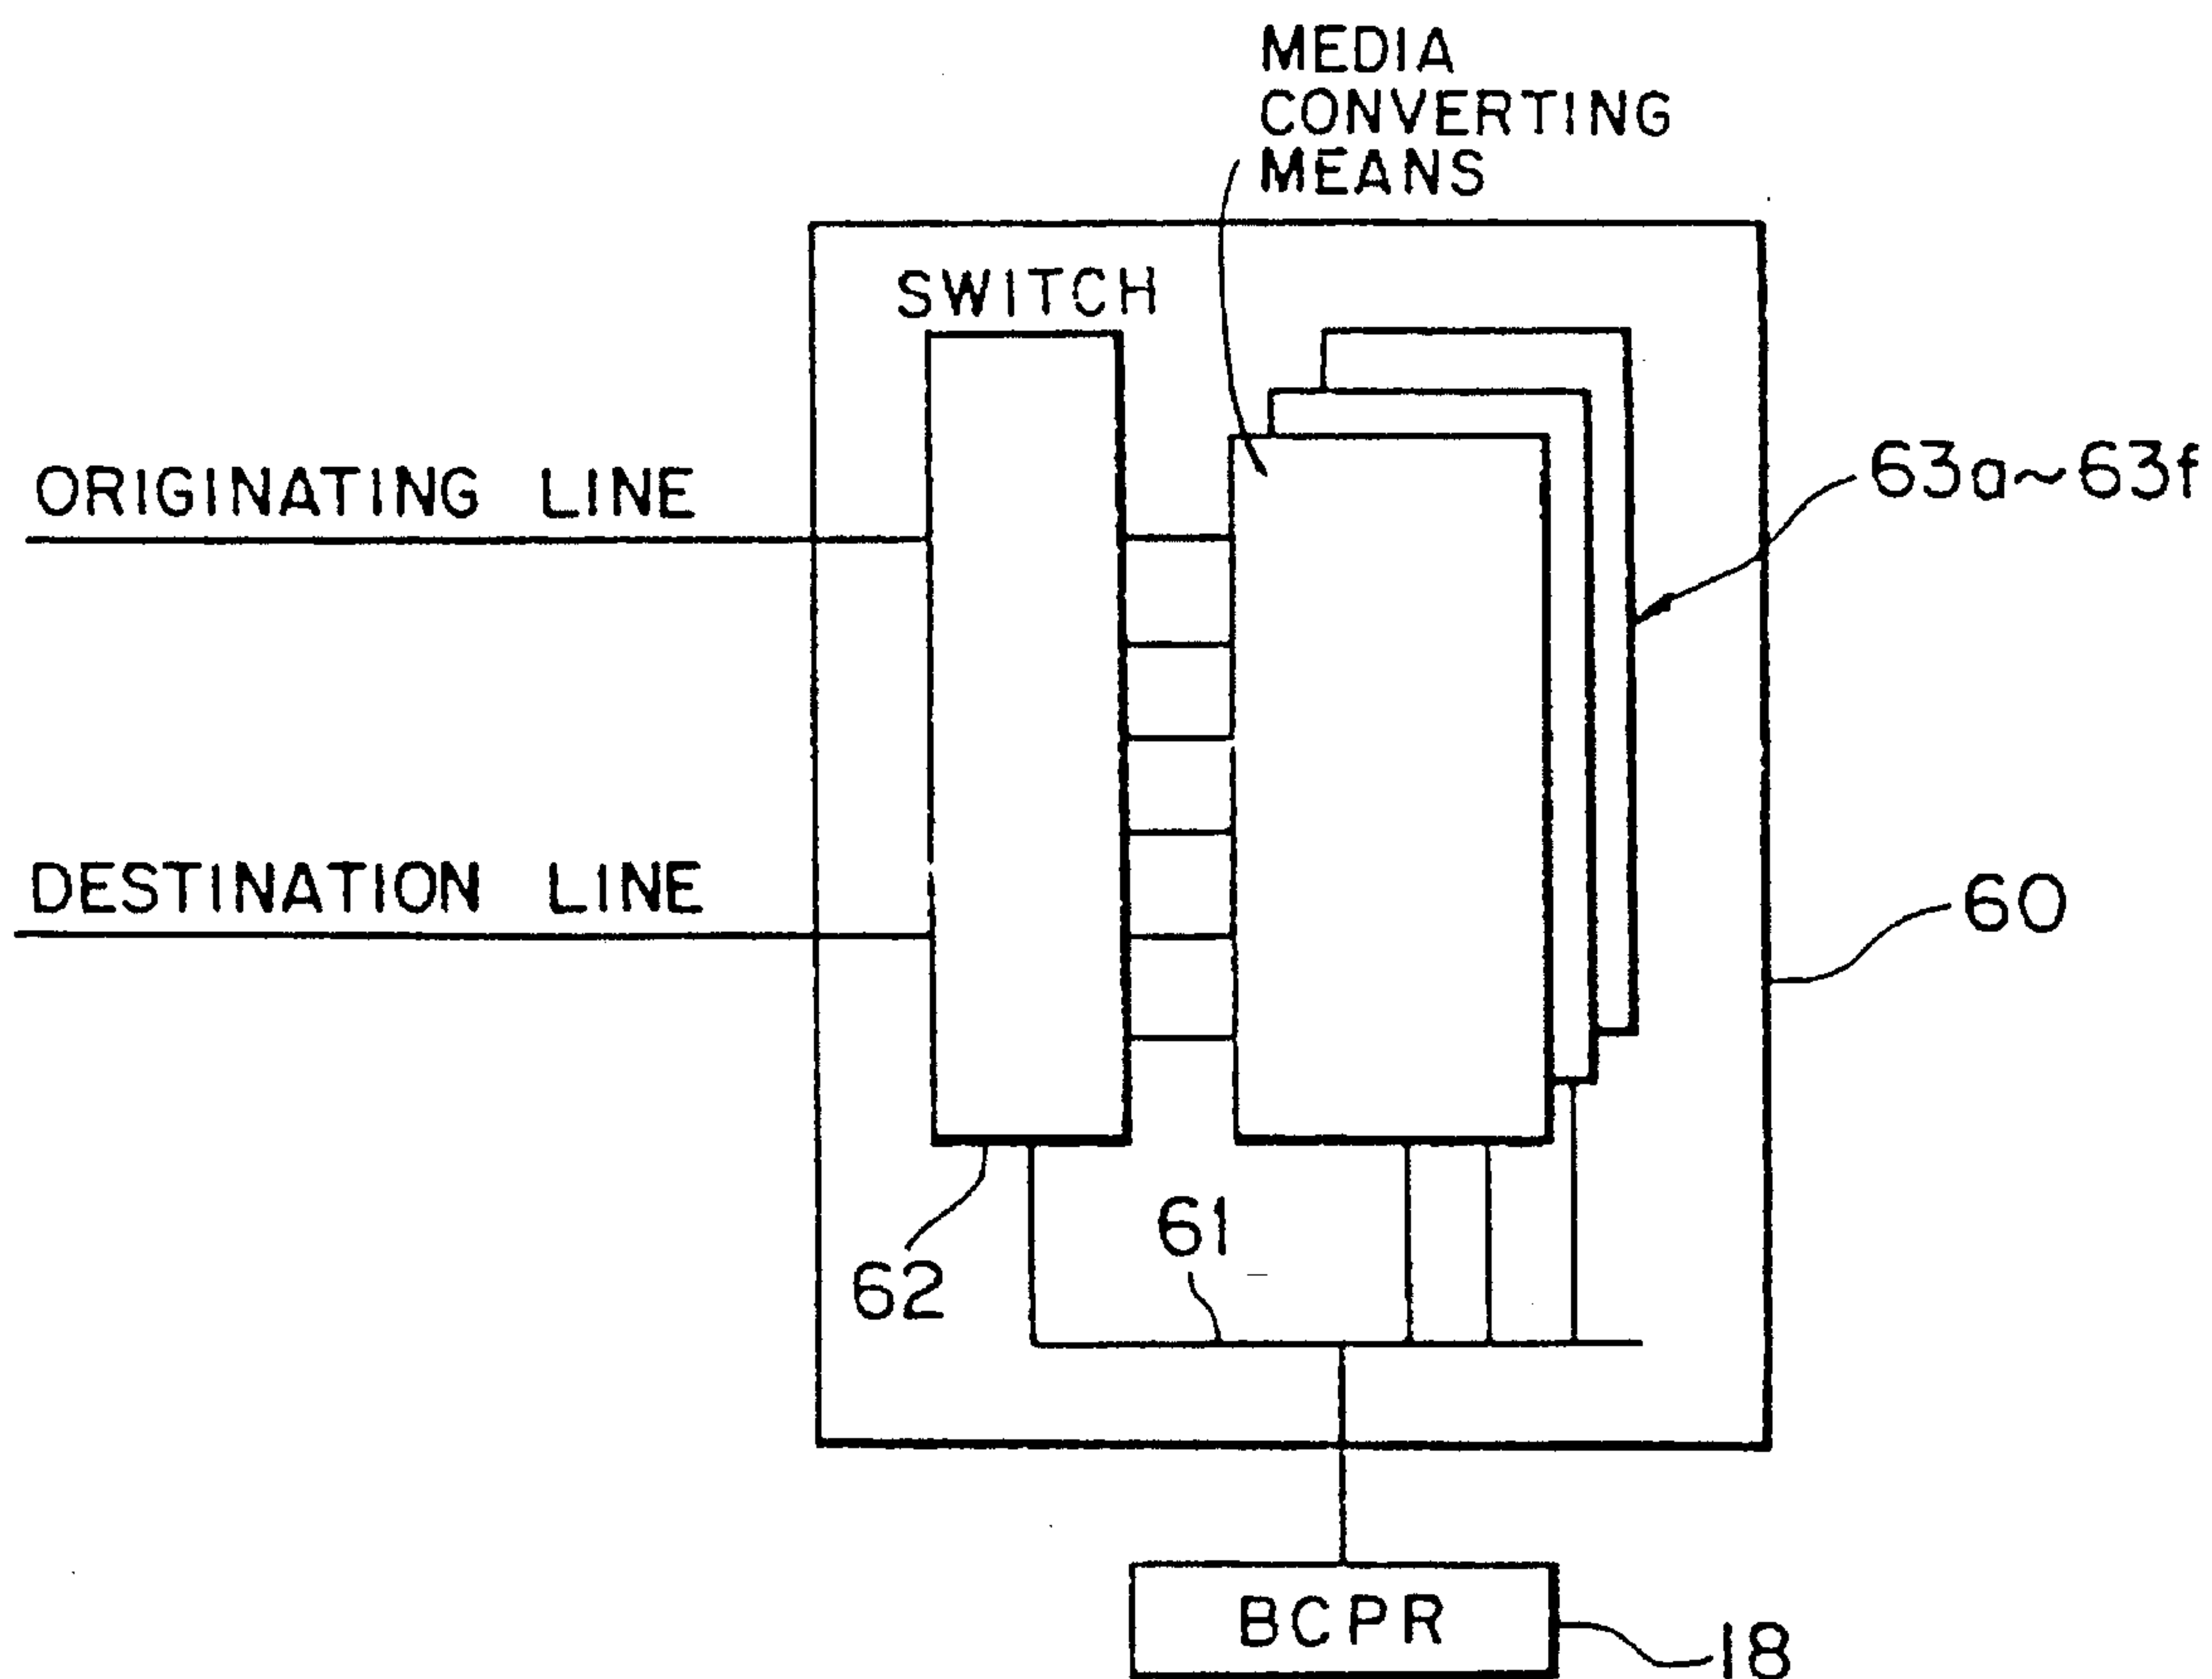 MEDIA
CONVERTING
MEANS
SWITCH
ORIGINATING LINE
63a~63f
DESTINATION LINE
60
61
62
BCPR
18